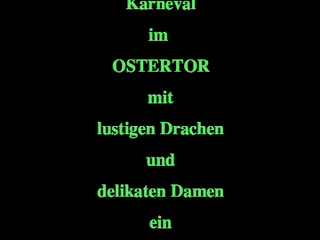 Karneval
im
OSTERTOR
mit
lustigen Drachen
und
delikaten Damen
ein